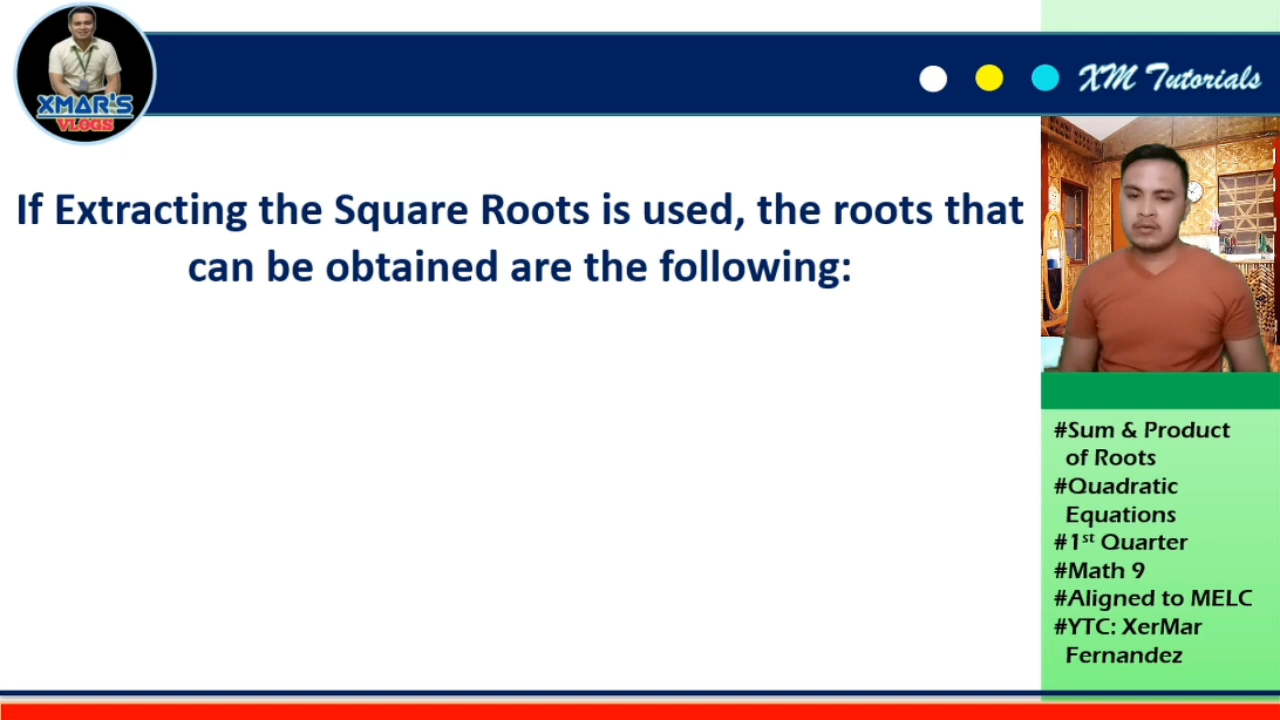 XMAR'S
VLOGS
XM Tutorials
If Extracting the Square Roots is used, the roots that
can be obtained are the following:
#Sum & Product
of Roots
#Quadratic
Equations
#1st Quarter
#Math 9
#Aligned to MELC
#YTC: XerMar
Fernandez